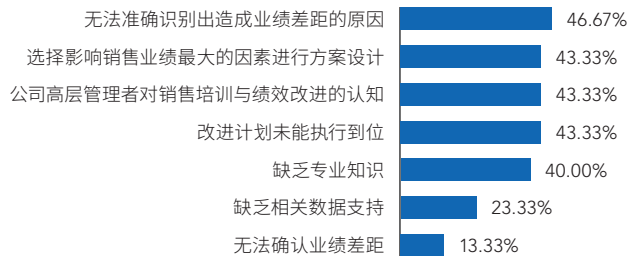 无法准确识别出造成业绩差距的原因 46.67%
选择影响销售业绩最大的因素进行方案设计 43.33%
公司高层管理者对销售培训与绩效改进的认知 43.33%
改进计划未能执行到位 43.33%
缺乏专业知识 40.00%
缺乏相关数据支持 23.33%
无法确认业绩差距 13.33%